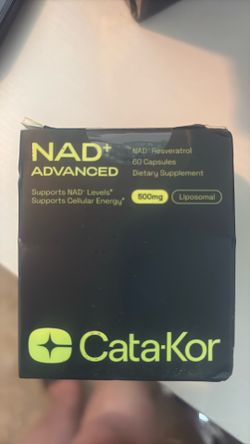 NAD+
ADVANCED
NAD+ Resveratrol
60 Capsules
Dietary Supplement
Supports NAD+ Levels*
Supports Cellular Energy*
500mg
Liposomal
Cata-Kor